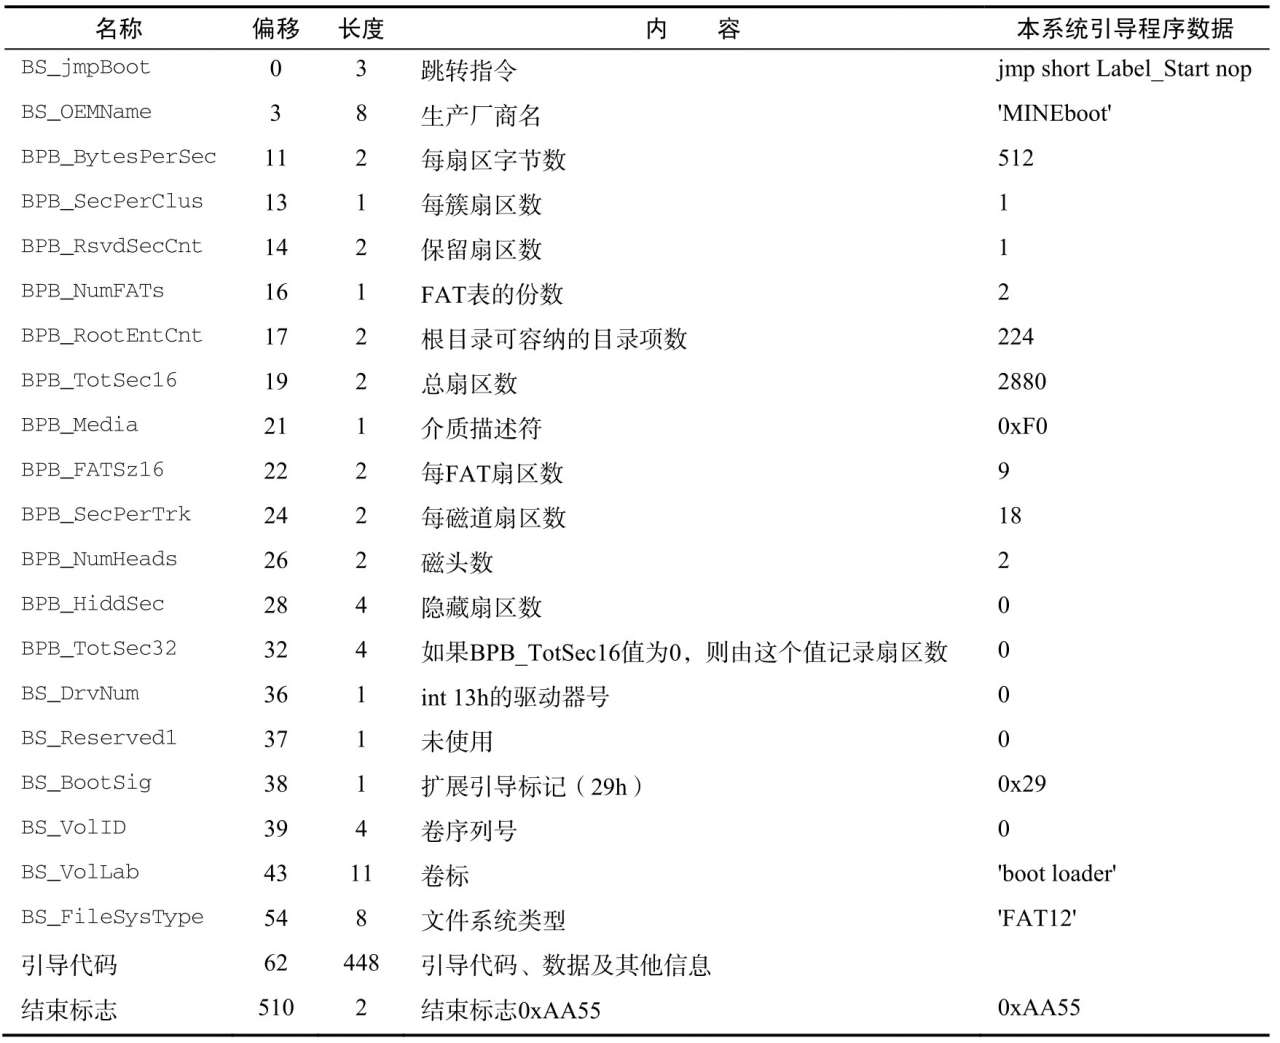 名称 偏移 长度 内 容 本系统引导程序数据
BS_jmpBoot 0 3 跳转指令 jmp short Label_Start nop
BS_OEMName 3 8 生产厂商名 'MINEboot'
BPB_BytesPerSec 11 2 每扇区字节数 512
BPB_SecPerClus 13 1 每簇扇区数 1
BPB_RsvdSecCnt 14 2 保留扇区数 1
BPB_NumFATs 16 1 FAT表的份数 2
BPB_RootEntCnt 17 2 根目录可容纳的目录项数 224
BPB_TotSec16 19 2 总扇区数 2880
BPB_Media 21 1 介质描述符 0xF0
BPB_FATSz16 22 2 每FAT扇区数 9
BPB_SecPerTrk 24 2 每磁道扇区数 18
BPB_NumHeads 26 2 磁头数 2
BPB_HiddSec 28 4 隐藏扇区数 0
BPB_TotSec32 32 4 如果BPB_TotSec16值为0，则由这个值记录扇区数 0
BS_DrvNum 36 1 int 13h的驱动器号 0
BS_Reserved1 37 1 未使用 0
BS_BootSig 38 1 扩展引导标记（29h） 0x29
BS_VolID 39 4 卷序列号 0
BS_VolLab 43 11 卷标 'boot loader'
BS_FileSysType 54 8 文件系统类型 'FAT12'
引导代码 62 448 引导代码、数据及其他信息
结束标志 510 2 结束标志0xAA55 0xAA55